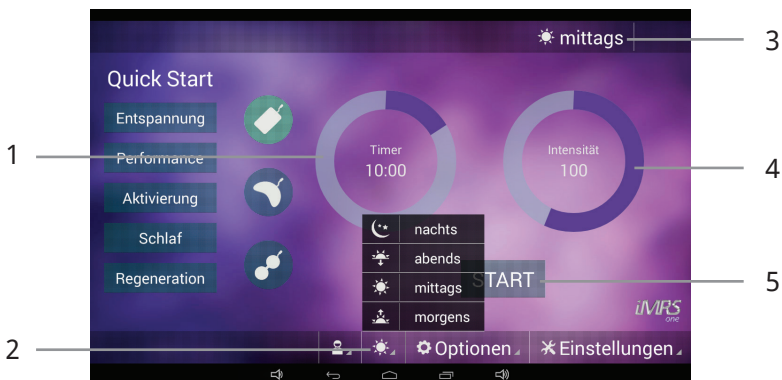 mittags
3
Quick Start
Entspannung
Performance
Aktivierung
Schlaf
Regeneration
1
Timer
10:00
Intensität
100
4
nachts
abends
mittags
morgens
START
5
iMRS
one
2
Optionen
Einstellungen